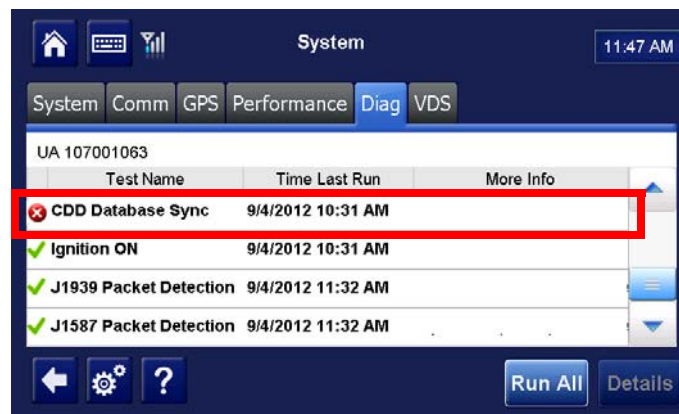 System
11:47 AM
System Comm GPS Performance Diag VDS
UA 107001063
Test Name Time Last Run More Info
CDD Database Sync 9/4/2012 10:31 AM
Ignition ON 9/4/2012 10:31 AM
J1939 Packet Detection 9/4/2012 11:32 AM
J1587 Packet Detection 9/4/2012 11:32 AM
? Run All Details